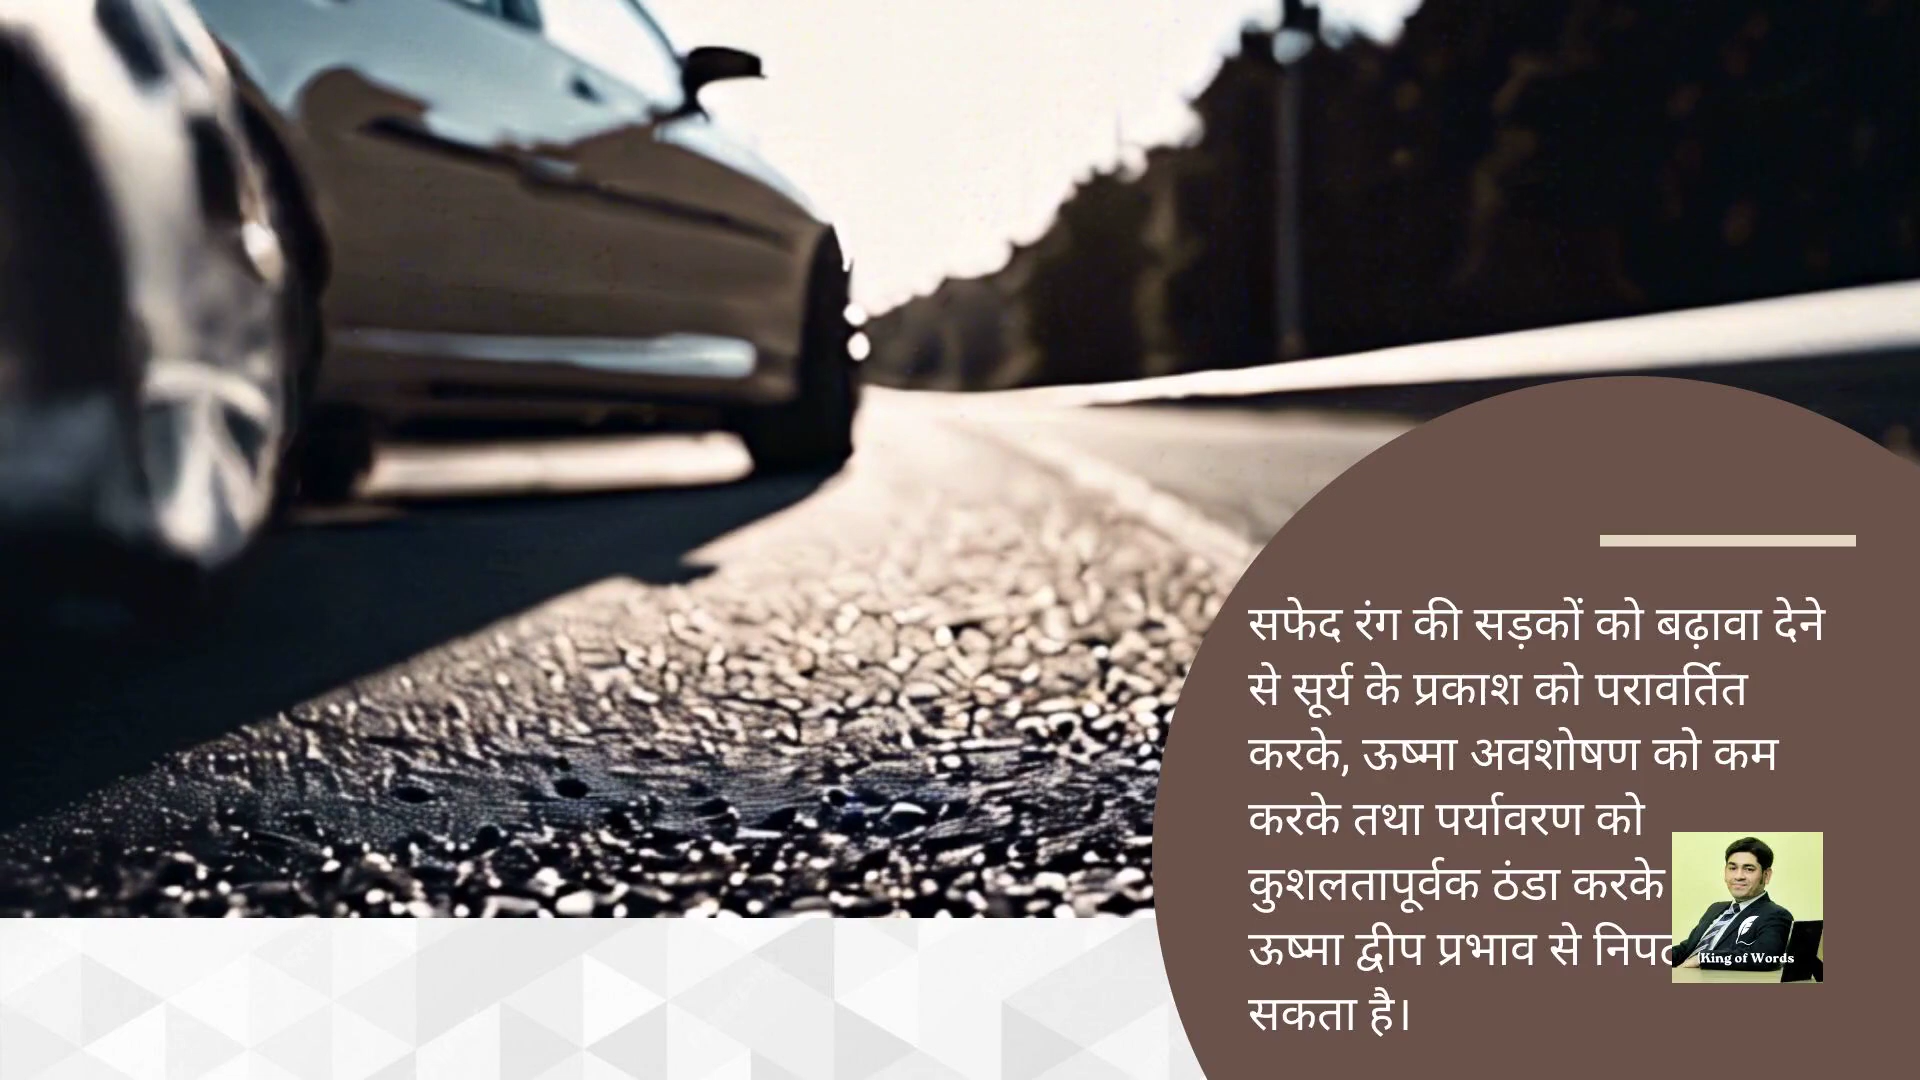 सफेद रंग की सड़कों को बढ़ावा देने
से सूर्य के प्रकाश को परावर्तित
करके, ऊष्मा अवशोषण को कम
करके तथा पर्यावरण को
कुशलतापूर्वक ठंडा करके
ऊष्मा द्वीप प्रभाव से
सकता है।
King of Words